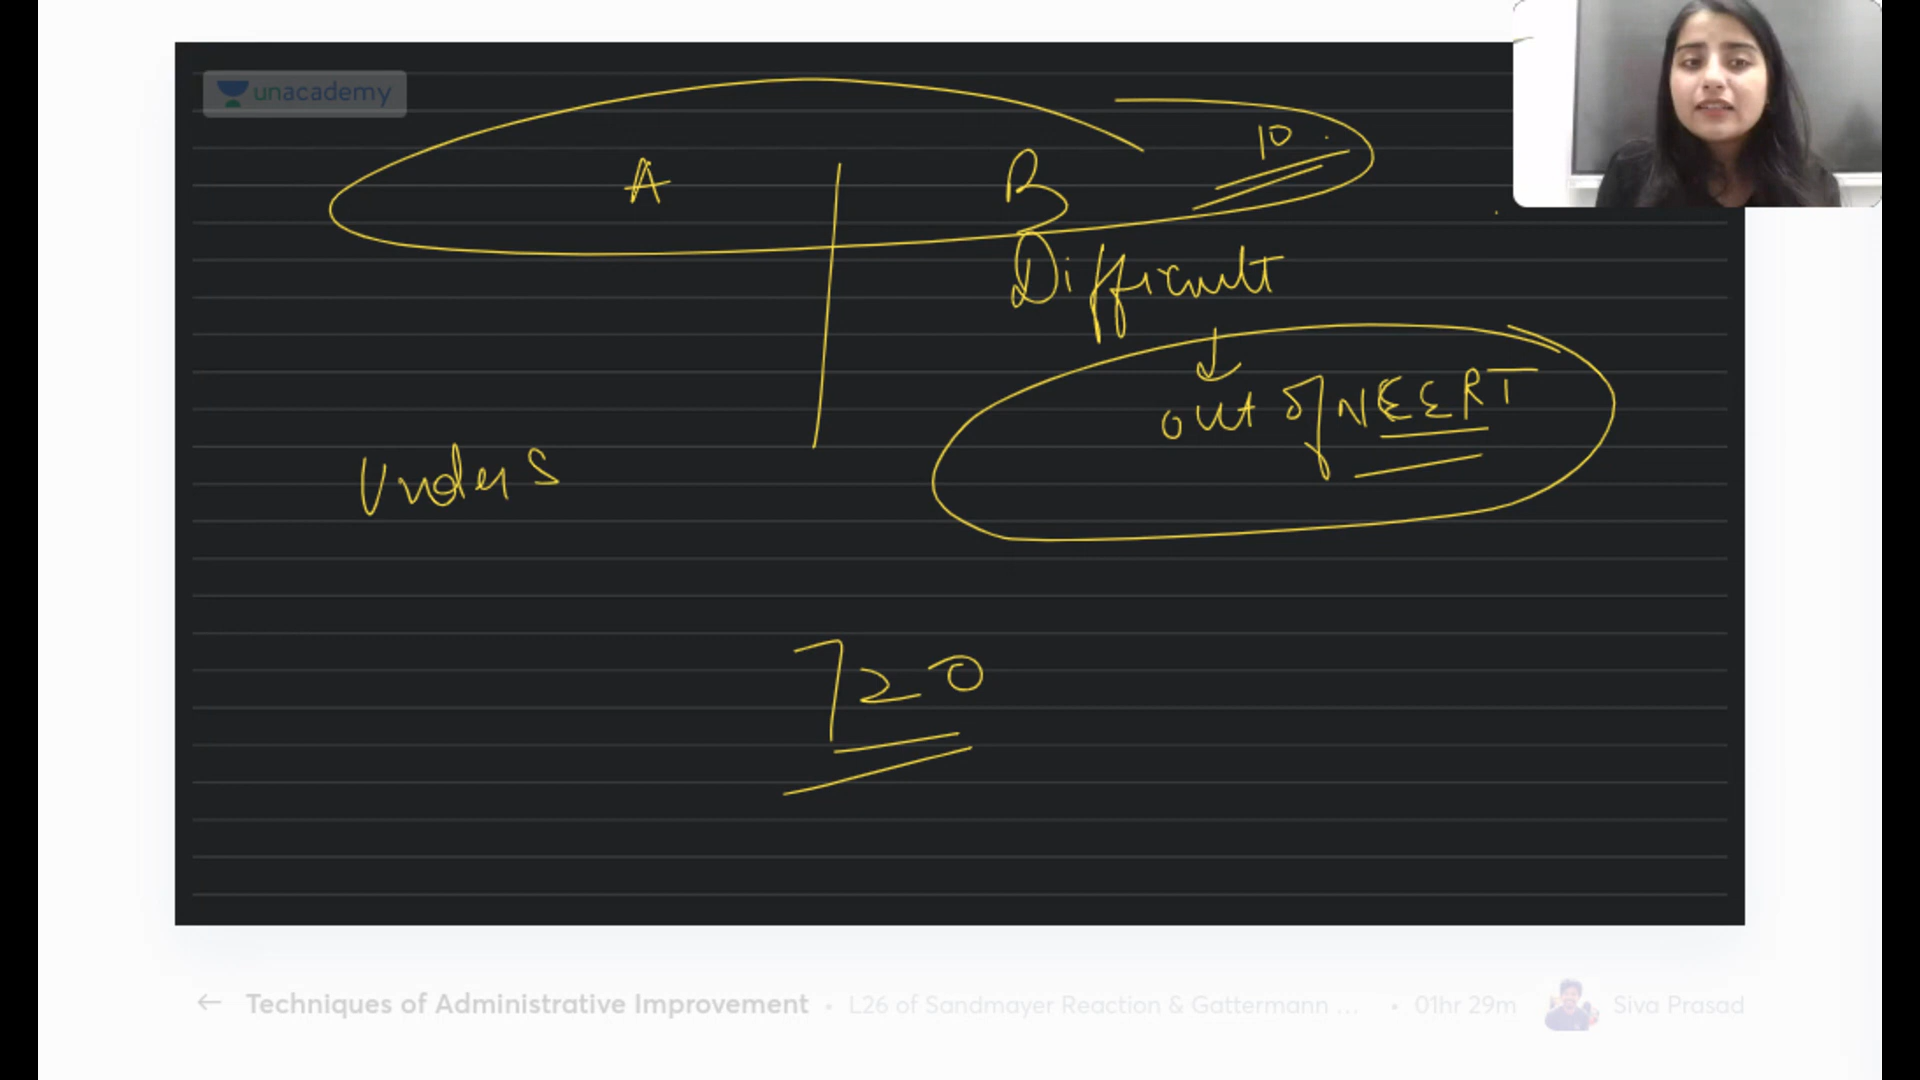 unacademy
A B 10
Difficult
out of NCERT
Unders
720
Techniques of Administrative Improvement • L26 of Sandmayer Reaction & Gattermann ... • 01hr 29m Siva Prasad